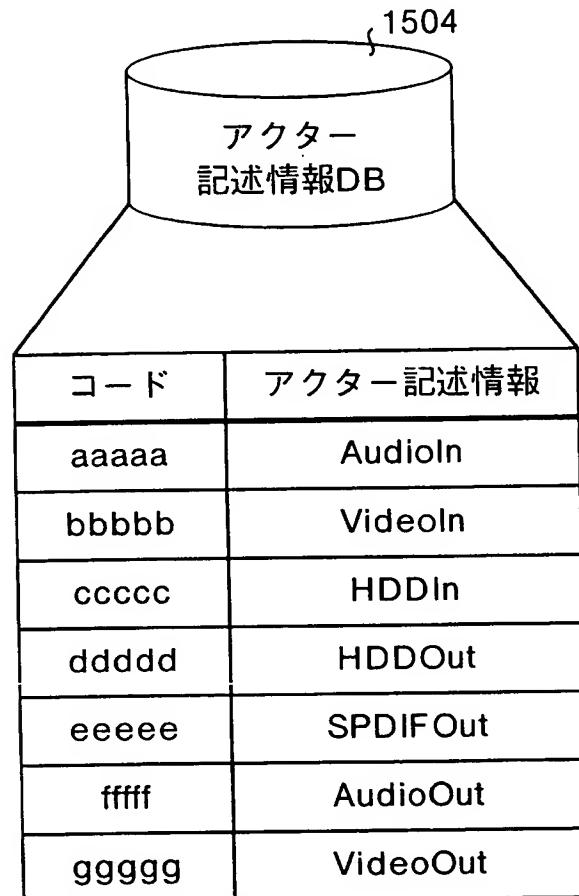 1504
アクター
記述情報DB
コード アクター記述情報
aaaaa AudioIn
bbbbb VideoIn
ccccc HDDIn
ddddd HDDOut
eeeee SPDIFOut
fffff AudioOut
ggggg VideoOut